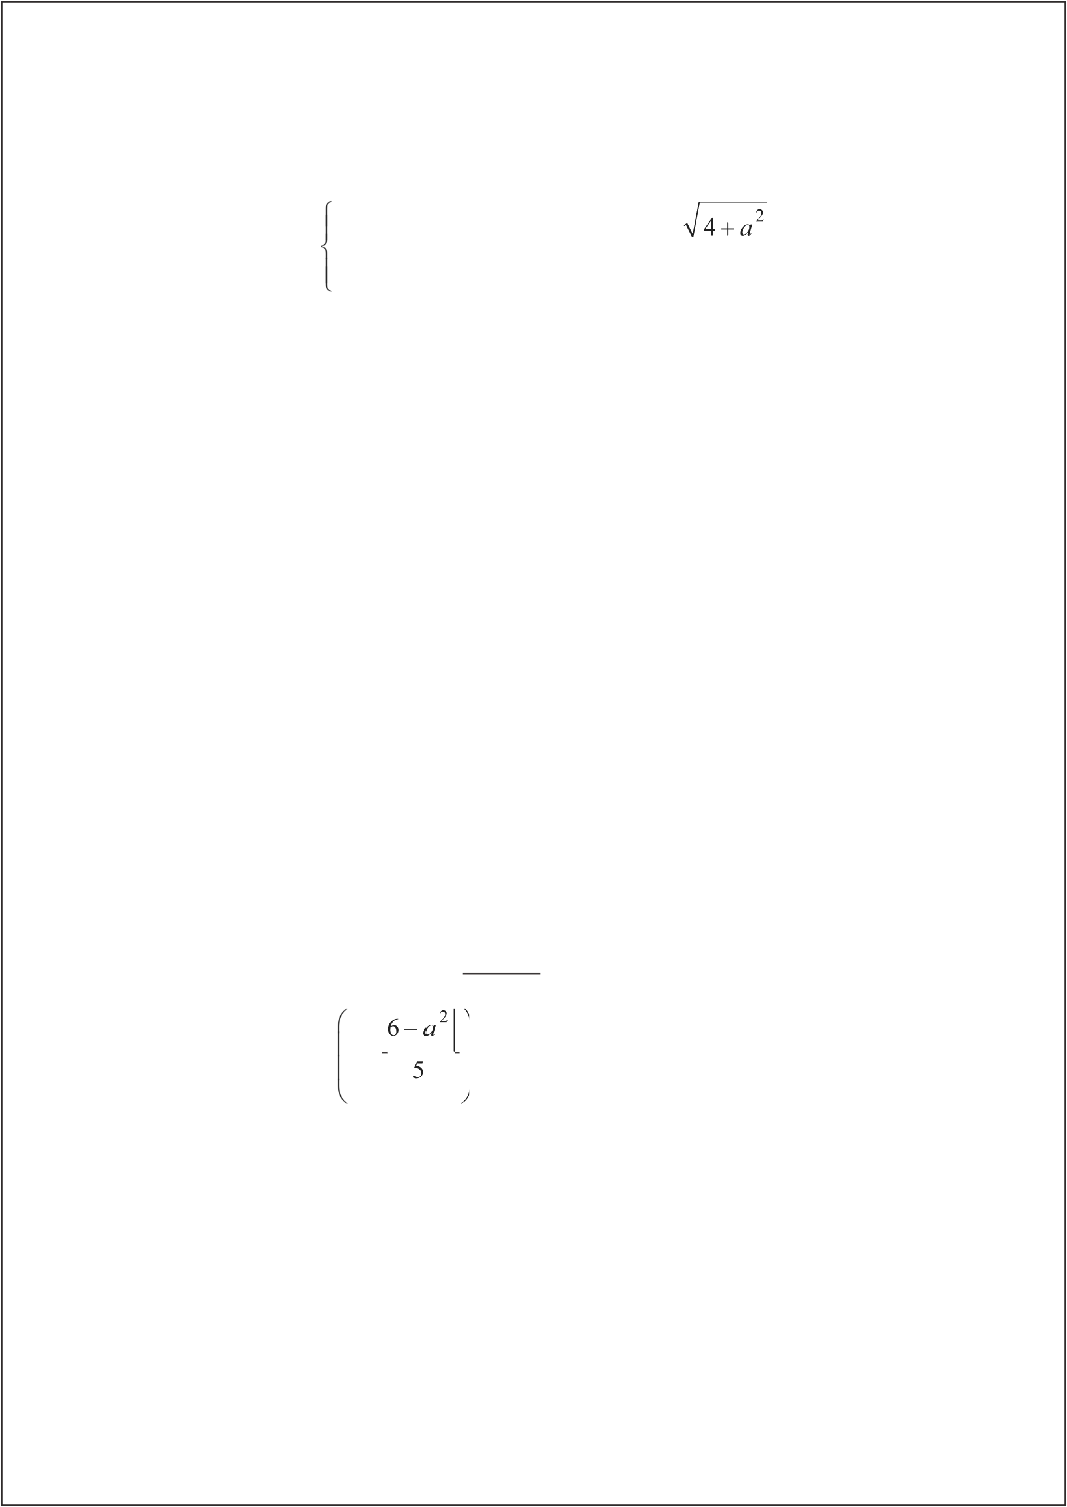 √4 + a²
6 − a²
5